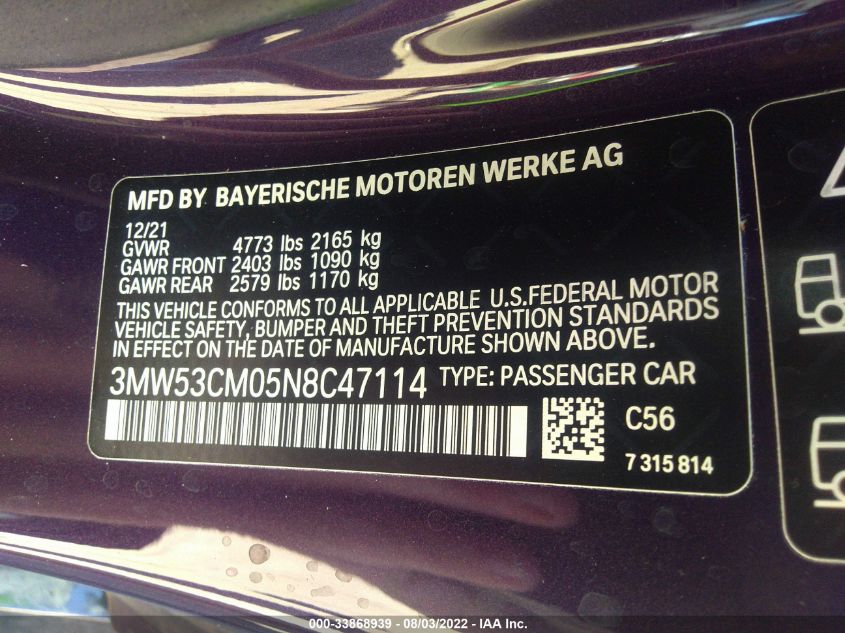 MFD BY BAYERISCHE MOTOREN WERKE AG
12/21
GVWR 4773 lbs 2165 kg
GAWR FRONT 2403 lbs 1090 kg
GAWR REAR 2579 lbs 1170 kg
THIS VEHICLE CONFORMS TO ALL APPLICABLE U.S.FEDERAL MOTOR
VEHICLE SAFETY, BUMPER AND THEFT PREVENTION STANDARDS
IN EFFECT ON THE DATE OF MANUFACTURE SHOWN ABOVE.
3MW53CM05N8C47114 TYPE: PASSENGER CAR
C56
7 315 814
000-33868939 - 08/03/2022 - IAA Inc.